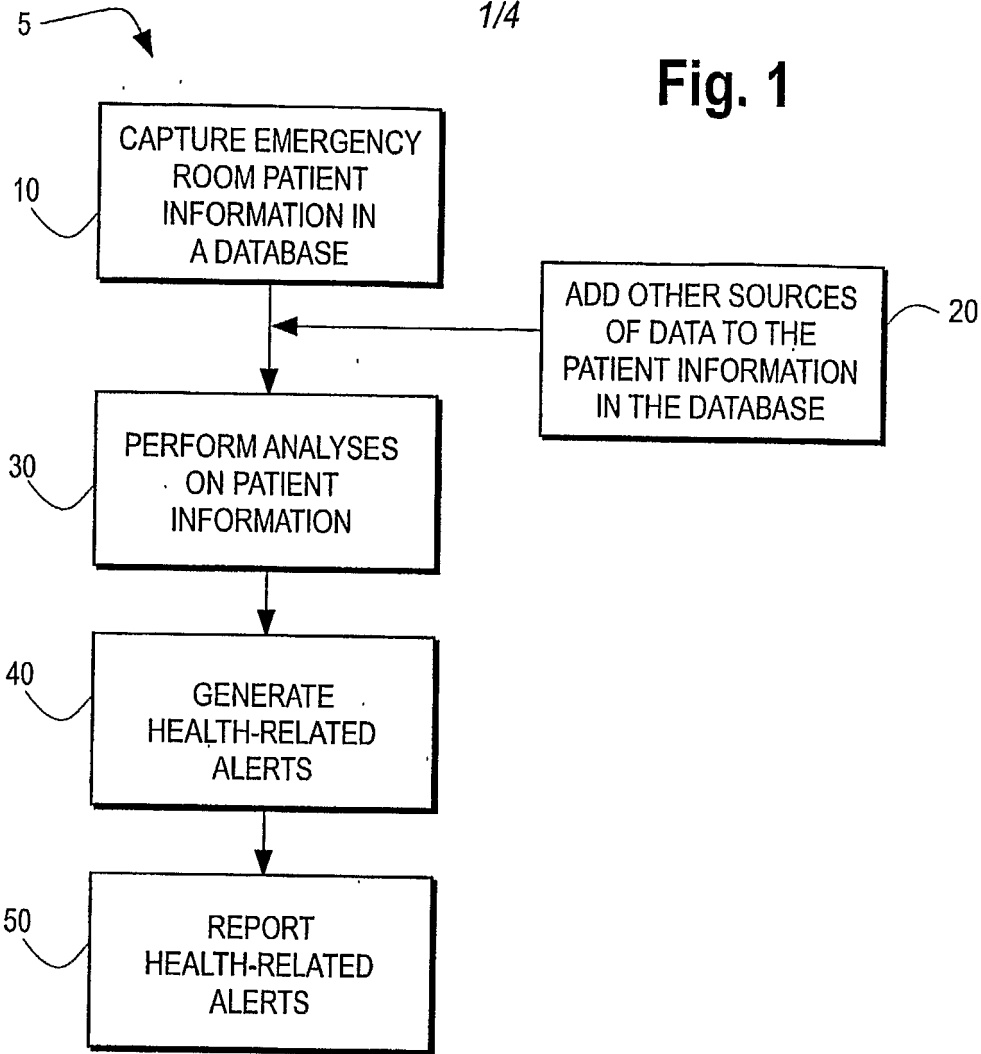 1/4
Fig. 1
5
10
CAPTURE EMERGENCY
ROOM PATIENT
INFORMATION IN
A DATABASE
20
ADD OTHER SOURCES
OF DATA TO THE
PATIENT INFORMATION
IN THE DATABASE
30
PERFORM ANALYSES
ON PATIENT
INFORMATION
40
GENERATE
HEALTH-RELATED
ALERTS
50
REPORT
HEALTH-RELATED
ALERTS